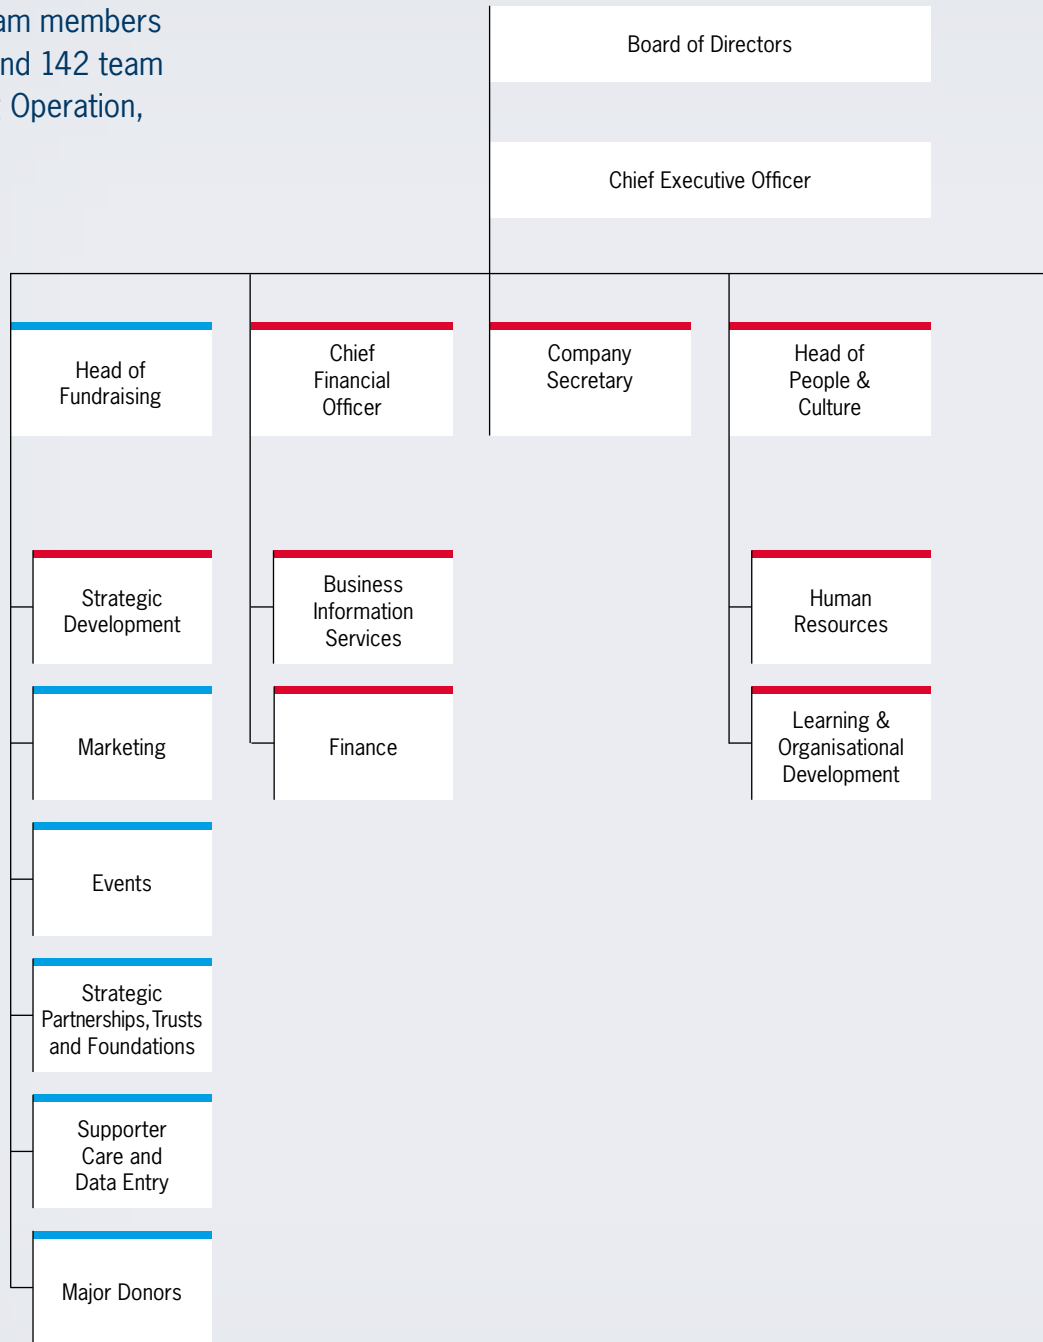 am members
nd 142 team
Operation,
Board of Directors
Chief Executive Officer
Head of
Fundraising
Chief
Financial
Officer
Company
Secretary
Head of
People &
Culture
Strategic
Development
Business
Information
Services
Human
Resources
Marketing
Finance
Learning &
Organisational
Development
Events
Strategic
Partnerships, Trusts
and Foundations
Supporter
Care and
Data Entry
Major Donors